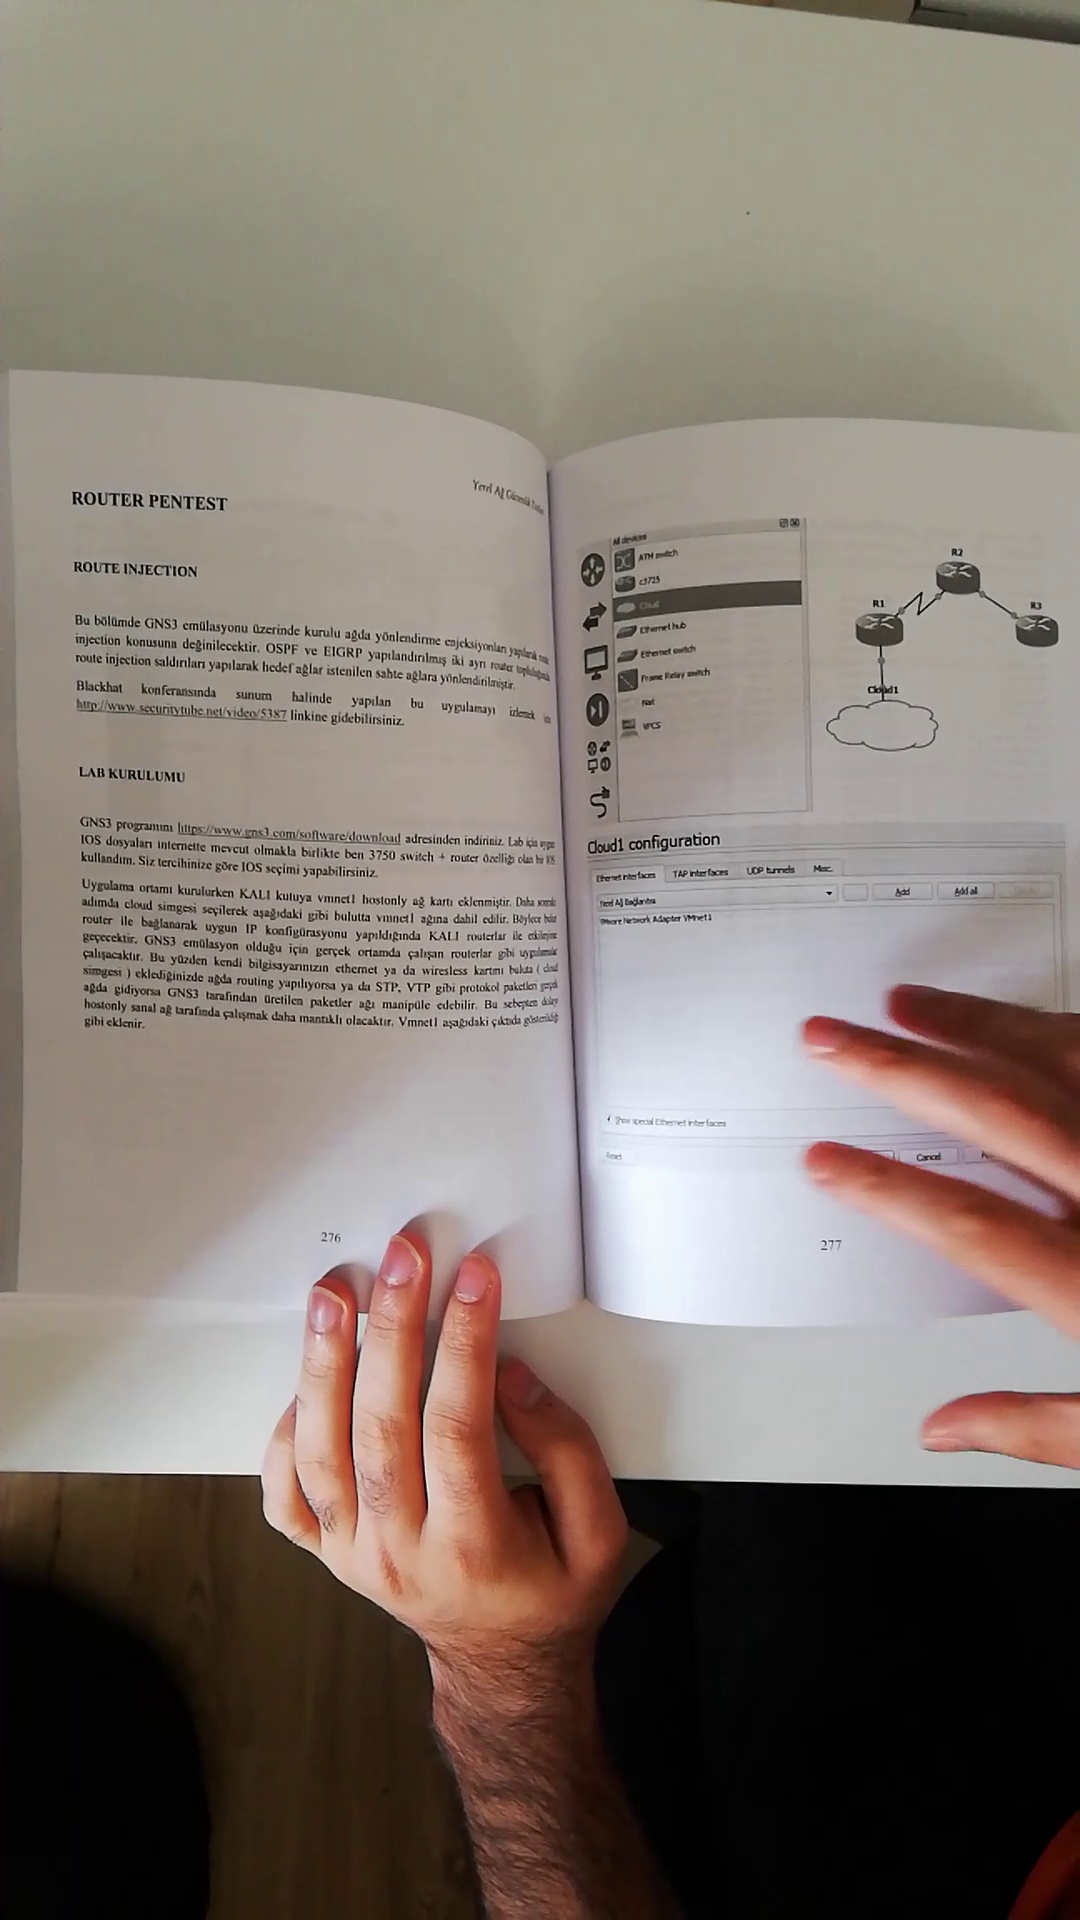 Yerel Ağ Güvenlik
ROUTER PENTEST
ROUTE INJECTION
Bu bölümde GNS3 emülasyonu üzerinde kurulu ağda yönlendirme enjeksiyonları yapılarak
injection konusuna değinilecektir. OSPF ve EIGRP yapılandırılmış iki ayrı router topluluğunda
route injection saldırıları yapılarak hedef ağlar istenilen sahte ağlara yönlendirilmiştir.
Blackhat konferansında sunum halinde yapılan bu uygulamayı izlemek
http://www.securitytube.net/video/5387 linkine gidebilirsiniz.
LAB KURULUMU
GNS3 programını https://www.gns3.com/software/download adresinden indiriniz. Lab için
IOS dosyaları internette mevcut olmakla birlikte ben 3750 switch + router özelliği olan bir IOS
kullandım. Siz tercihinize göre IOS seçimi yapabilirsiniz.
Uygulama ortamı kurulurken KALI kutuya vmnet1 hostonly ağ kartı eklenmiştir. Daha sonraki
adımda cloud simgesi seçilerek aşağıdaki gibi bulutta vmnet1 ağına dahil edilir. Böylece
router ile bağlanarak uygun IP konfigürasyonu yapıldığında KALI routerlar ile etkileşime
geçecektir. GNS3 emülasyon olduğu için gerçek ortamda çalışan routerlar gibi
çalışacaktır. Bu yüzden kendi bilgisayarınızın ethernet ya da wiresless kartını buluta ( cloud
simgesi ) eklediğinizde ağda routing yapılıyorsa ya da STP, VTP gibi protokol paketleri gerçek
ağda gidiyorsa GNS3 tarafından üretilen paketler ağı manipüle edebilir. Bu sebepten dolayı
hostonly sanal ağ tarafında çalışmak daha mantıklı olacaktır. Vmnet1 aşağıdaki çıktıda gösterildiği
gibi eklenir.
276
All devices
ATM switch
c3725
Cloud
Ethernet hub
Ethernet switch
Frame Relay switch
Nat
VPCS
R2
R1
R3
Cloud1
Cloud1 configuration
Ethernet interfaces TAP interfaces UDP tunnels Misc.
Yerel Ağ Bağlantısı Add Add all
VMware Network Adapter VMnet1
Show special Ethernet interfaces
Reset Cancel
277